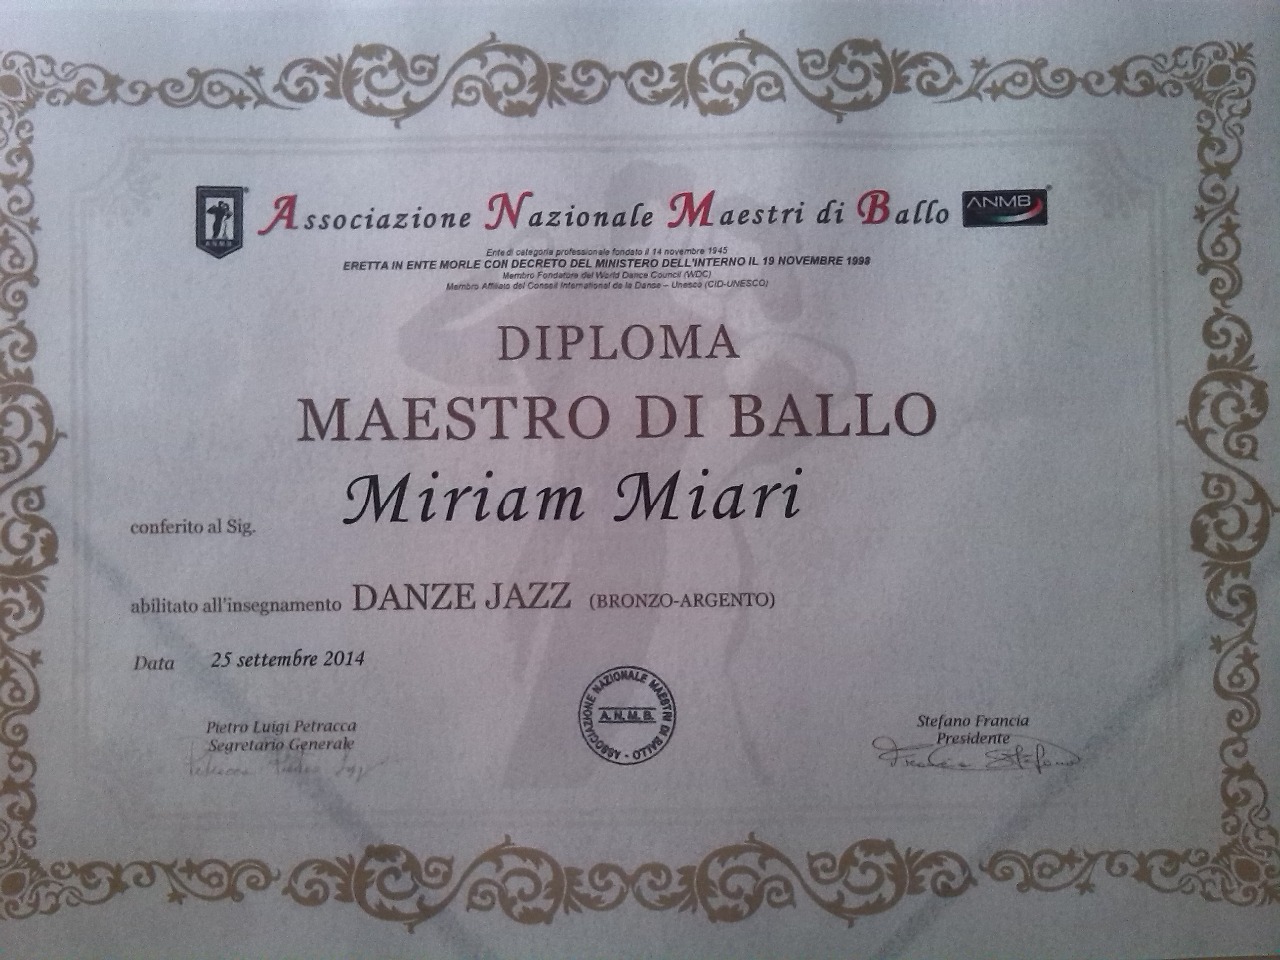 Associazione Nazionale Maestri di Ballo
ANMB
A.N.M.B.
Ente di categoria professionale fondato il 14 novembre 1945
ERETTA IN ENTE MORLE CON DECRETO DEL MINISTERO DELL'INTERNO IL 19 NOVEMBRE 1998
Membro Fondatore del World Dance Council (WDC)
Membro Affiliato del Conseil International de la Danse – Unesco (CID-UNESCO)
DIPLOMA
MAESTRO DI BALLO
conferito al Sig. Miriam Miari
abilitato all'insegnamento DANZE JAZZ (BRONZO-ARGENTO)
Data 25 settembre 2014
Pietro Luigi Petracca
Segretario Generale
ASSOCIAZIONE NAZIONALE MAESTRI DI BALLO
A.N.M.B.
Stefano Francia
Presidente
Francia Stefano